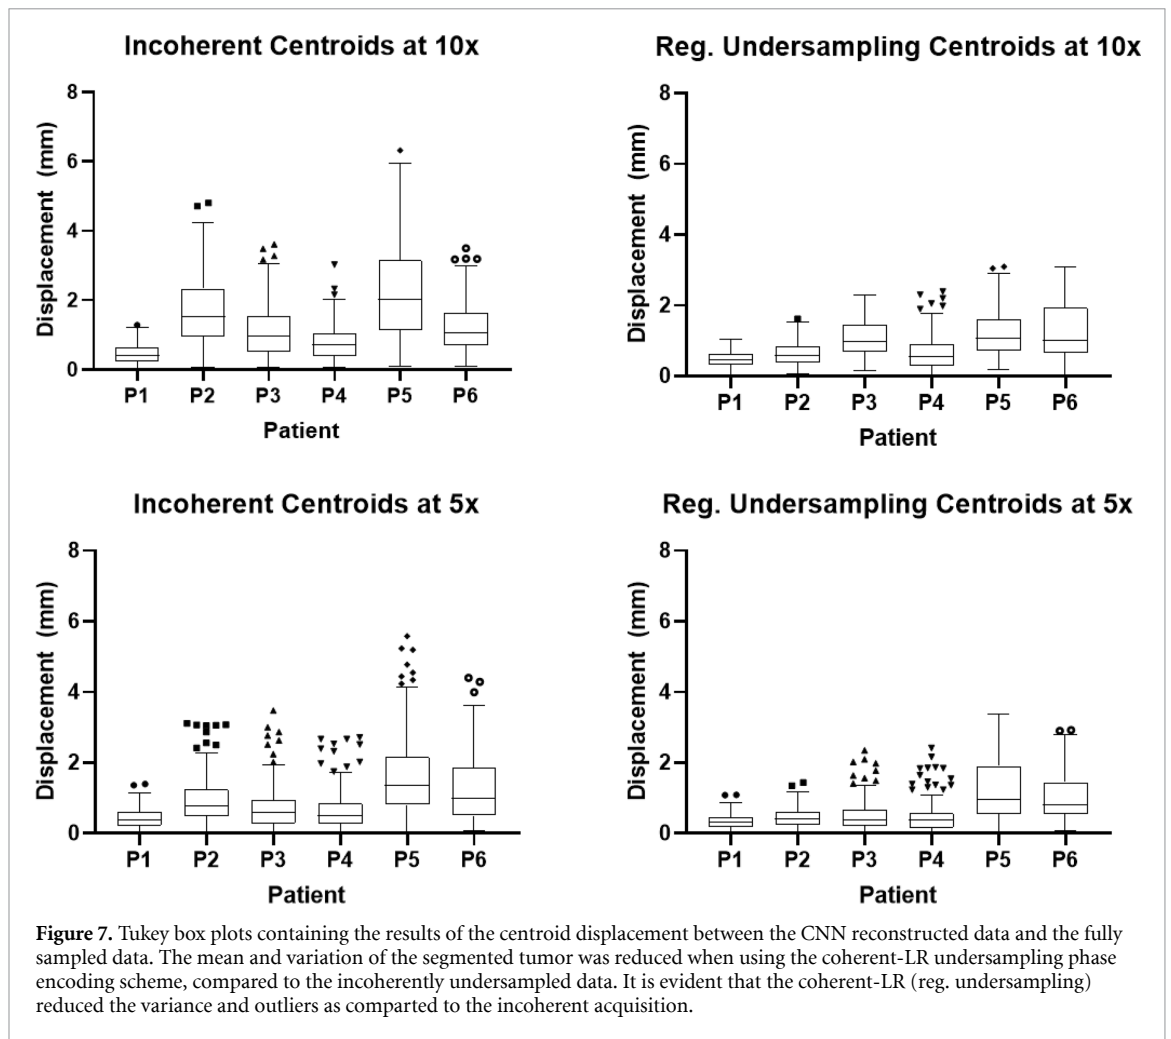 Incoherent Centroids at 10x
Displacement (mm)
8
6
4
2
0
P1 P2 P3 P4 P5 P6
Patient
Reg. Undersampling Centroids at 10x
Displacement (mm)
8
6
4
2
0
P1 P2 P3 P4 P5 P6
Patient
Incoherent Centroids at 5x
Displacement (mm)
8
6
4
2
0
P1 P2 P3 P4 P5 P6
Patient
Reg. Undersampling Centroids at 5x
Displacement (mm)
8
6
4
2
0
P1 P2 P3 P4 P5 P6
Patient
Figure 7. Tukey box plots containing the results of the centroid displacement between the CNN reconstructed data and the fully
sampled data. The mean and variation of the segmented tumor was reduced when using the coherent-LR undersampling phase
encoding scheme, compared to the incoherently undersampled data. It is evident that the coherent-LR (reg. undersampling)
reduced the variance and outliers as comparted to the incoherent acquisition.